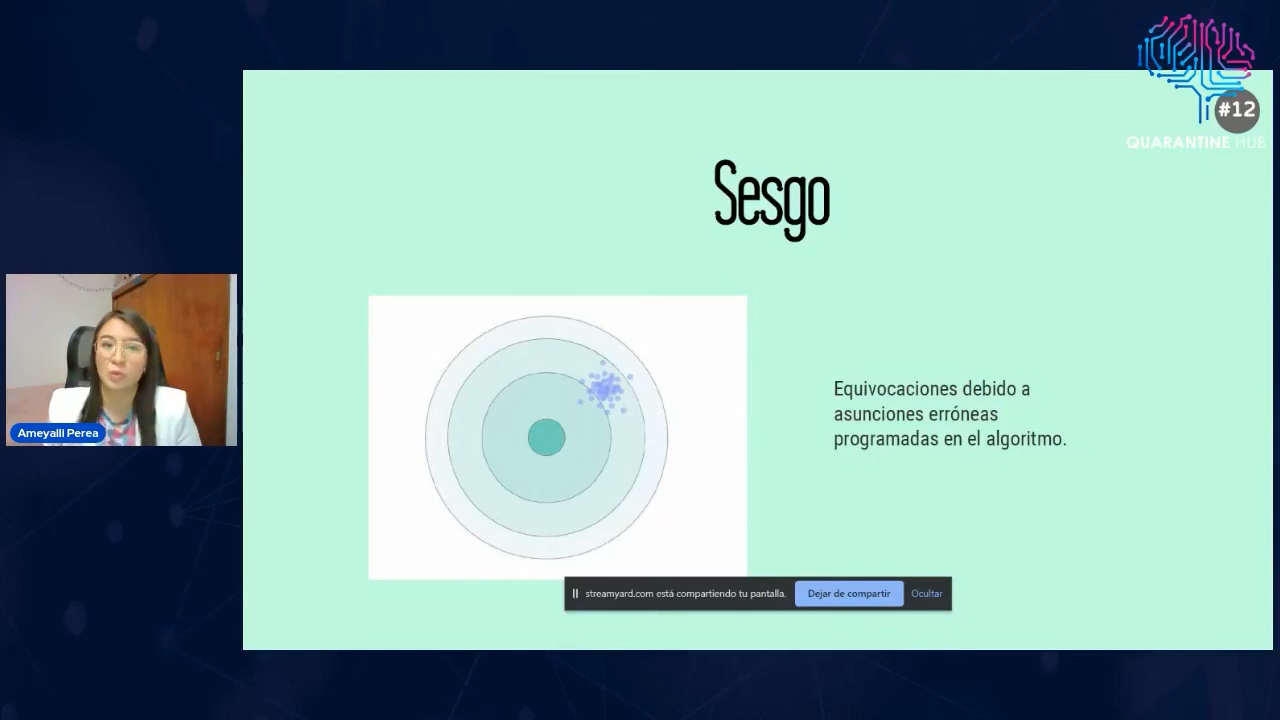 #12
QUARANTINE HUB
Sesgo
Equivocaciones debido a
asunciones erróneas
programadas en el algoritmo.
Ameyalli Perea
streamyard.com está compartiendo tu pantalla. Dejar de compartir Ocultar